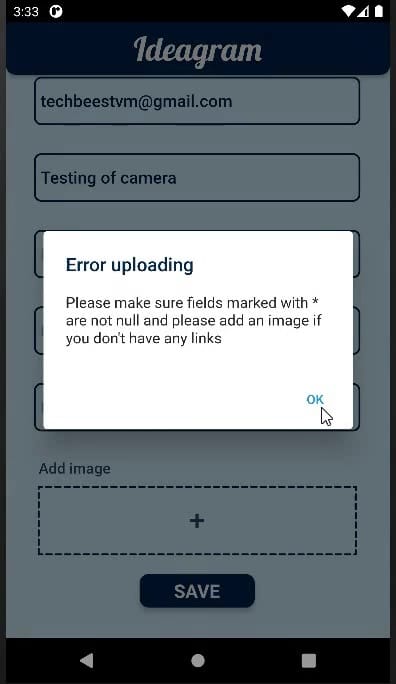 3:33
Ideagram
techbeestvm@gmail.com
Testing of camera
Error uploading
Please make sure fields marked with *
are not null and please add an image if
you don't have any links
OK
Add image
+
SAVE